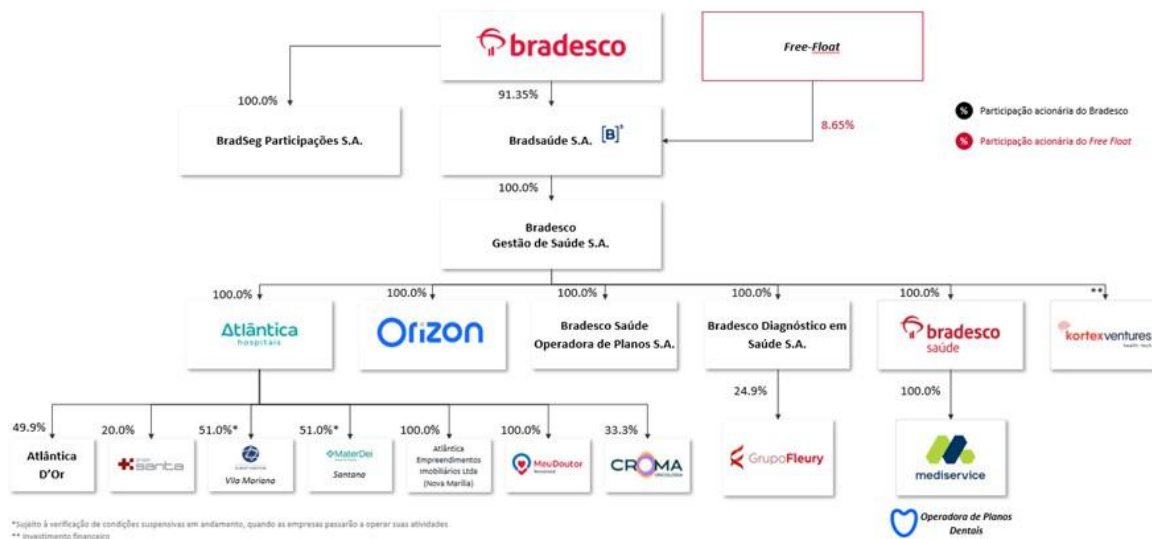 bradesco
Free-Float
100.0%
91.35%
8.65%
% Participação acionária do Bradesco
% Participação acionária do Free Float
BradSeg Participações S.A.
Bradsaúde S.A. [B]³
100.0%
Bradesco
Gestão de Saúde S.A.
100.0%
100.0%
100.0%
100.0%
100.0%
**
Atlântica
hospitais
Orizon
Bradesco Saúde
Operadora de Planos S.A.
Bradesco Diagnóstico em
Saúde S.A.
bradesco
saúde
kortexventures
24.9%
100.0%
49.9%
20.0%
51.0%*
51.0%*
100.0%
100.0%
33.3%
Atlântica
D'Or
santa
Vila Mariana
MaterDei
Santana
Atlântica
Empreendimentos
Imobiliários Ltda
(Nova Marília)
MeuDoutor
CROMA
ONCOLOGIA
GrupoFleury
mediservice
Operadora de Planos
Dentais
*Sujeito à verificação de condições suspensivas em andamento, quando as empresas passarão a operar suas atividades
** Investimento financeiro